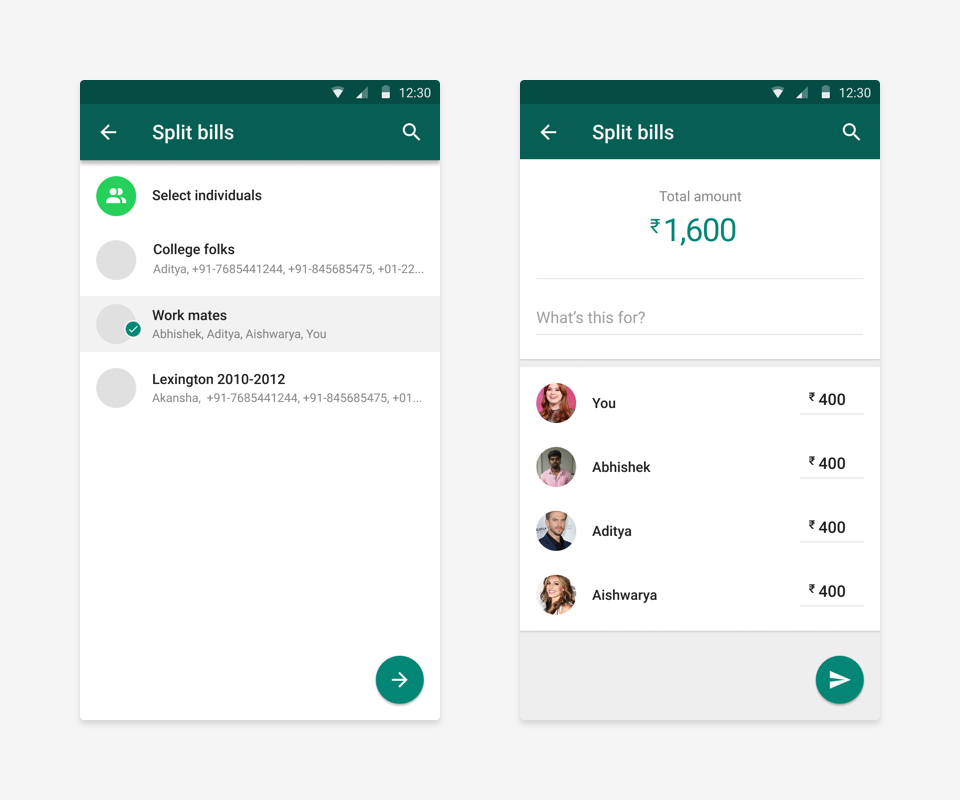 12:30
Split bills
Select individuals
College folks
Aditya, +91-7685441244, +91-845685475, +01-22...
Work mates
Abhishek, Aditya, Aishwarya, You
Lexington 2010-2012
Akansha,  +91-7685441244, +91-845685475, +01...
12:30
Split bills
Total amount
₹1,600
What's this for?
You ₹ 400
Abhishek ₹ 400
Aditya ₹ 400
Aishwarya ₹ 400